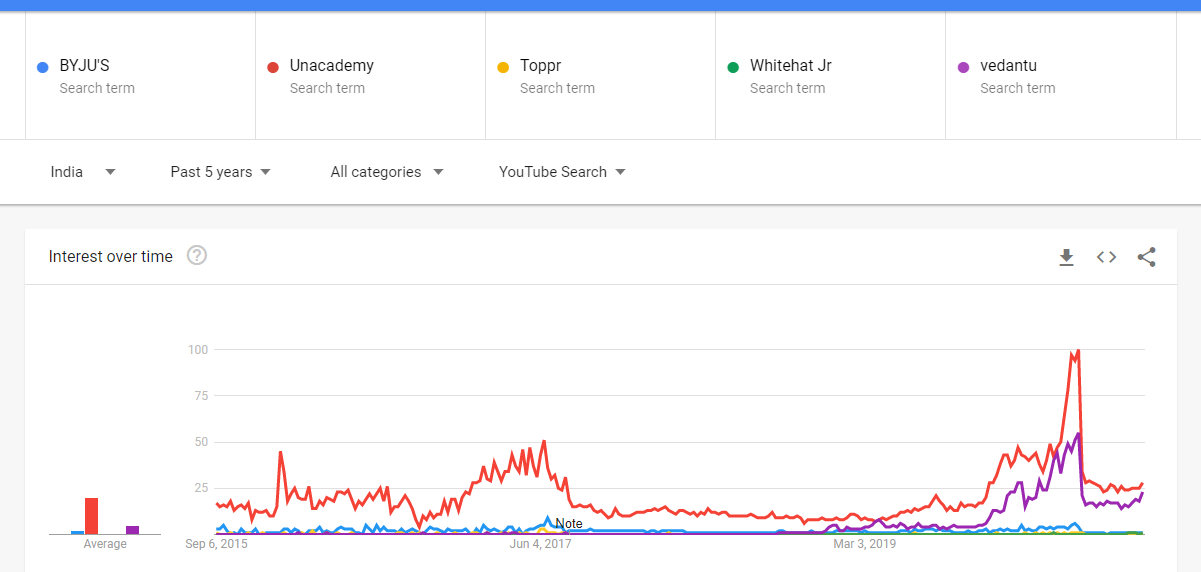 BYJU'S
Search term
Unacademy
Search term
Toppr
Search term
Whitehat Jr
Search term
vedantu
Search term
India
Past 5 years
All categories
YouTube Search
Interest over time
?
100
75
50
25
Note
Average
Sep 6, 2015
Jun 4, 2017
Mar 3, 2019